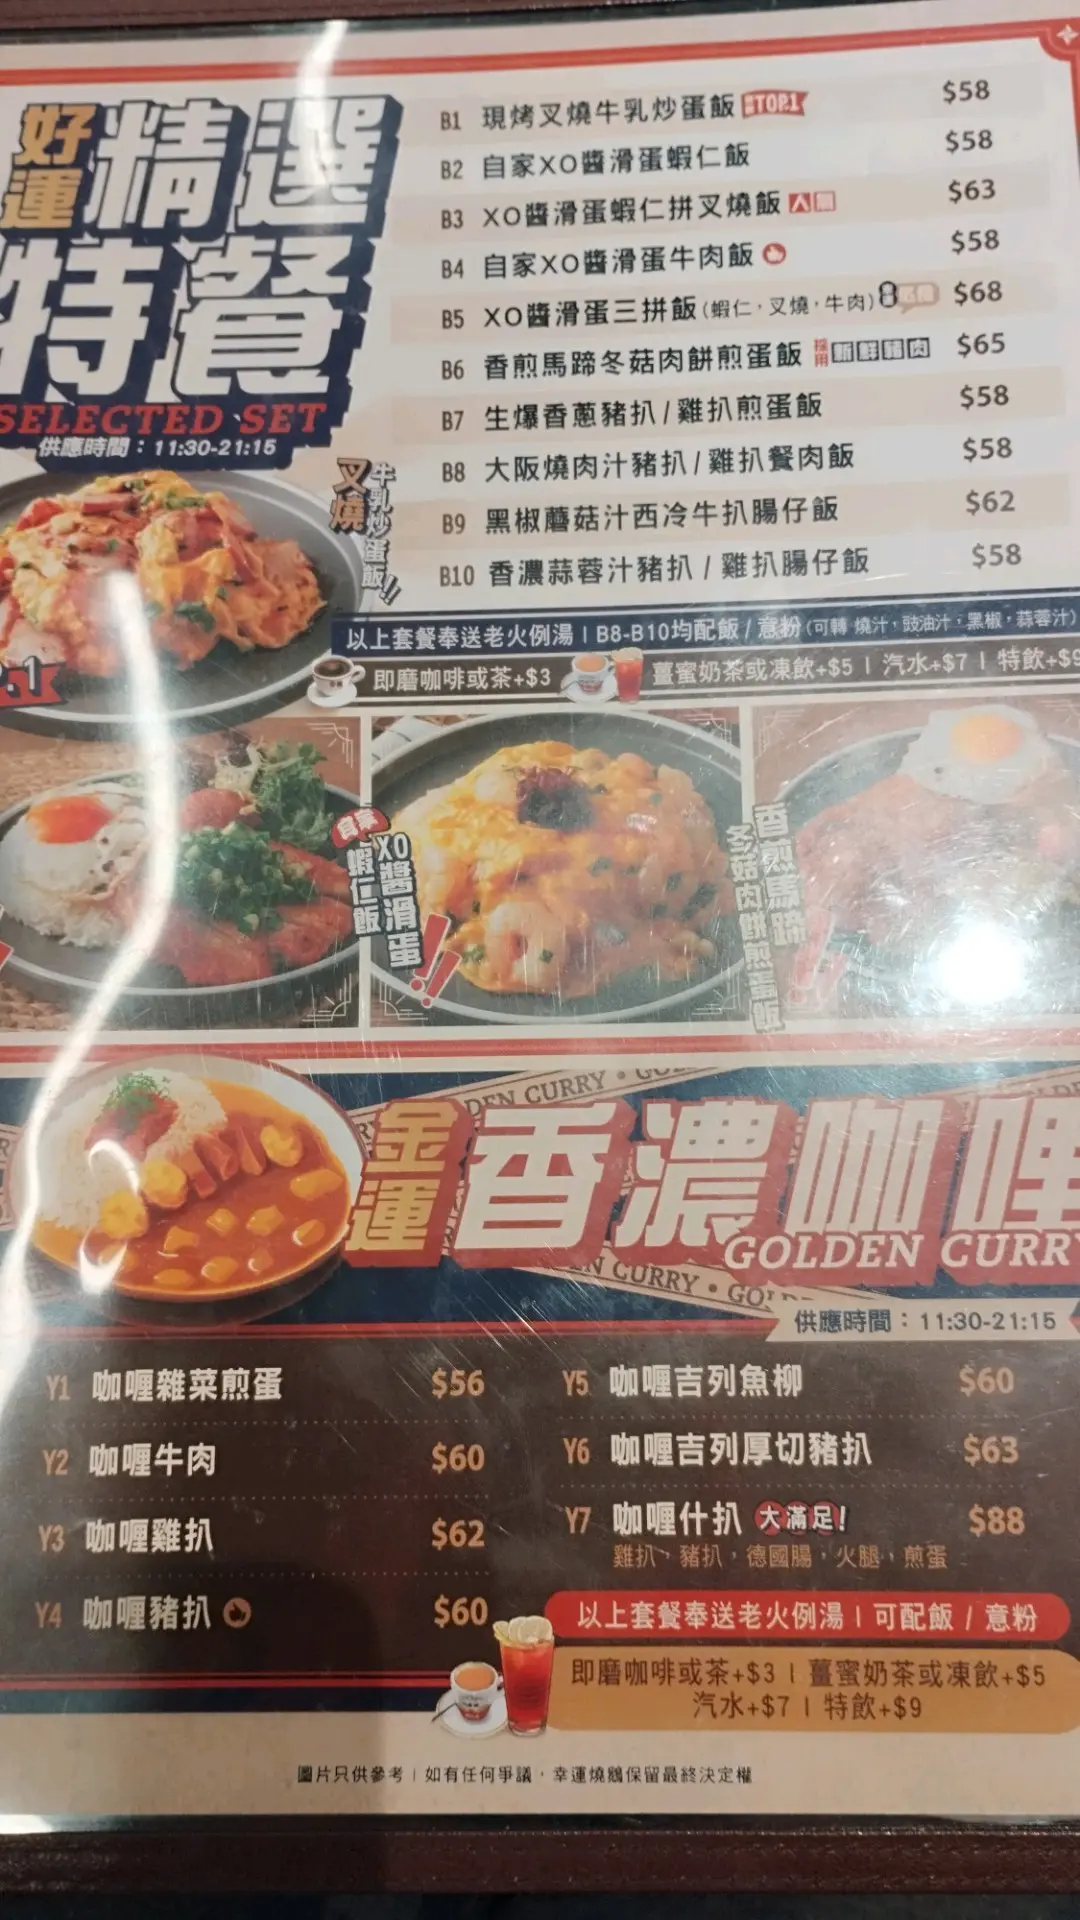 好運精選
特餐
SELECTED SET
供應時間：11:30-21:15
B1 現烤叉燒牛乳炒蛋飯 TOP.1 $58
B2 自家XO醬滑蛋蝦仁飯 $58
B3 XO醬滑蛋蝦仁拼叉燒飯 人氣 $63
B4 自家XO醬滑蛋牛肉飯 $58
B5 XO醬滑蛋三拼飯(蝦仁，叉燒，牛肉) $68
B6 香煎馬蹄冬菇肉餅煎蛋飯 採用新鮮豬肉 $65
B7 生爆香蔥豬扒/雞扒煎蛋飯 $58
B8 大阪燒肉汁豬扒/雞扒餐肉飯 $58
B9 黑椒蘑菇汁西冷牛扒腸仔飯 $62
B10 香濃蒜蓉汁豬扒/雞扒腸仔飯 $58
叉燒
牛乳炒蛋飯!!
以上套餐奉送老火例湯 | B8-B10均配飯/意粉(可轉 燒汁，豉油汁，黑椒，蒜蓉汁)
即磨咖啡或茶+$3
薑蜜奶茶或凍飲+$5 | 汽水+$7 | 特飲+$9
自家
XO醬滑蛋
蝦仁飯
!!
香煎馬蹄
冬菇肉餅煎蛋飯
金運香濃咖哩
GOLDEN CURRY
供應時間：11:30-21:15
Y1 咖喱雜菜煎蛋 $56
Y2 咖喱牛肉 $60
Y3 咖喱雞扒 $62
Y4 咖喱豬扒 $60
Y5 咖喱吉列魚柳 $60
Y6 咖喱吉列厚切豬扒 $63
Y7 咖喱什扒 大滿足! $88
雞扒，豬扒，德國腸，火腿，煎蛋
以上套餐奉送老火例湯 | 可配飯 / 意粉
即磨咖啡或茶+$3 | 薑蜜奶茶或凍飲+$5
汽水+$7 | 特飲+$9
圖片只供參考 | 如有任何爭議，幸運燒鵝保留最終決定權